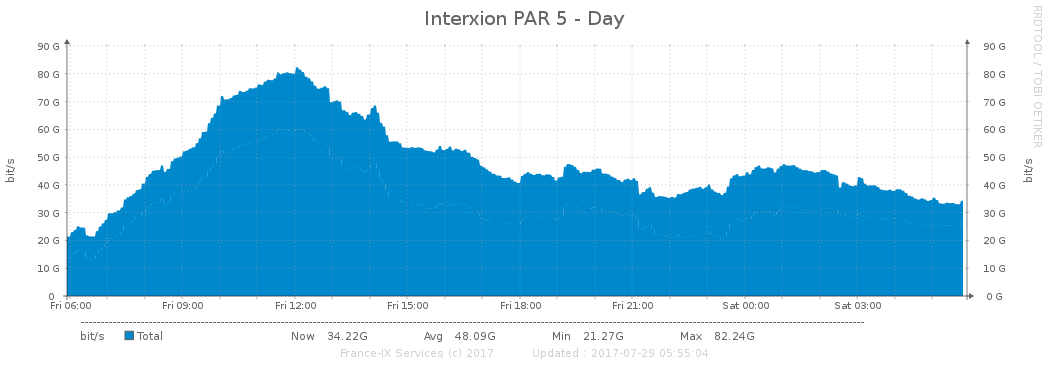 Interxion PAR 5 - Day
RRDTOOL / TOBI OETIKER
bit/s
90 G 90 G
80 G 80 G
70 G 70 G
60 G 60 G
50 G 50 G
40 G 40 G
30 G 30 G
20 G 20 G
10 G 10 G
0 0 G
bit/s
Fri 06:00 Fri 09:00 Fri 12:00 Fri 15:00 Fri 18:00 Fri 21:00 Sat 00:00 Sat 03:00
bit/s Total Now 34.22G Avg 48.09G Min 21.27G Max 82.24G
France-IX Services (c) 2017 Updated : 2017-07-29 05:55:04